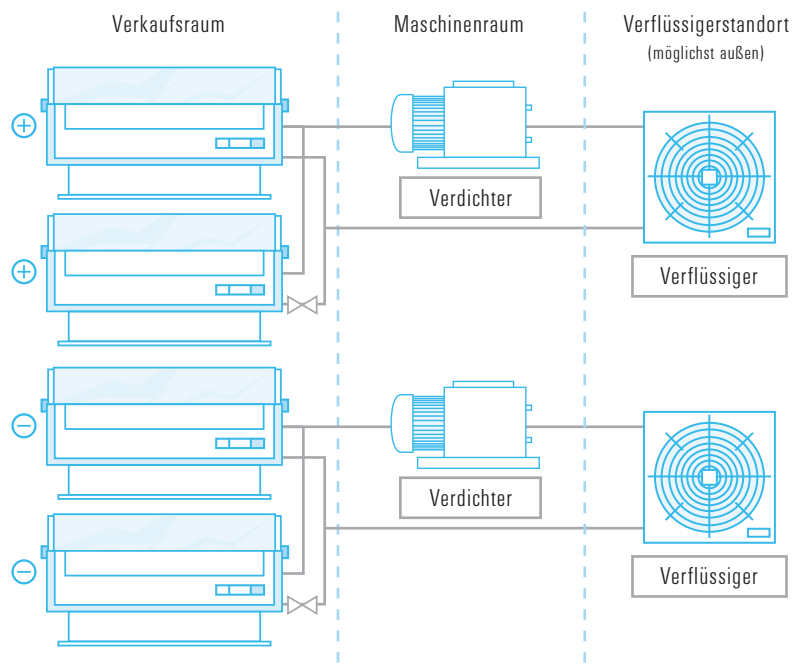 Verkaufsraum
Maschinenraum
Verflüssigerstandort
(möglichst außen)
Verdichter
Verflüssiger
Verdichter
Verflüssiger